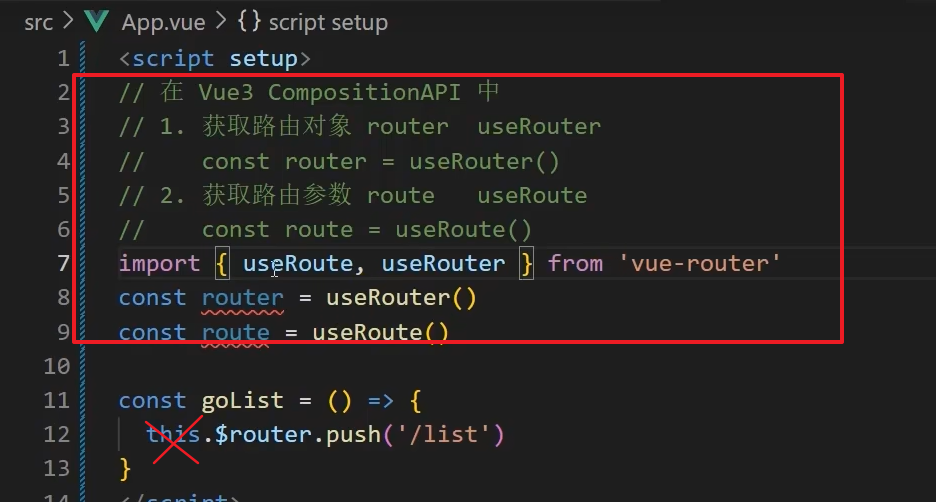 src > App.vue > {} script setup
1 <script setup>
2 // 在 Vue3 CompositionAPI 中
3 // 1. 获取路由对象 router  useRouter
4 //    const router = useRouter()
5 // 2. 获取路由参数 route   useRoute
6 //    const route = useRoute()
7 import { useRoute, useRouter } from 'vue-router'
8 const router = useRouter()
9 const route = useRoute()
10
11 const goList = () => {
12   this.$router.push('/list')
13 }
14 </script>